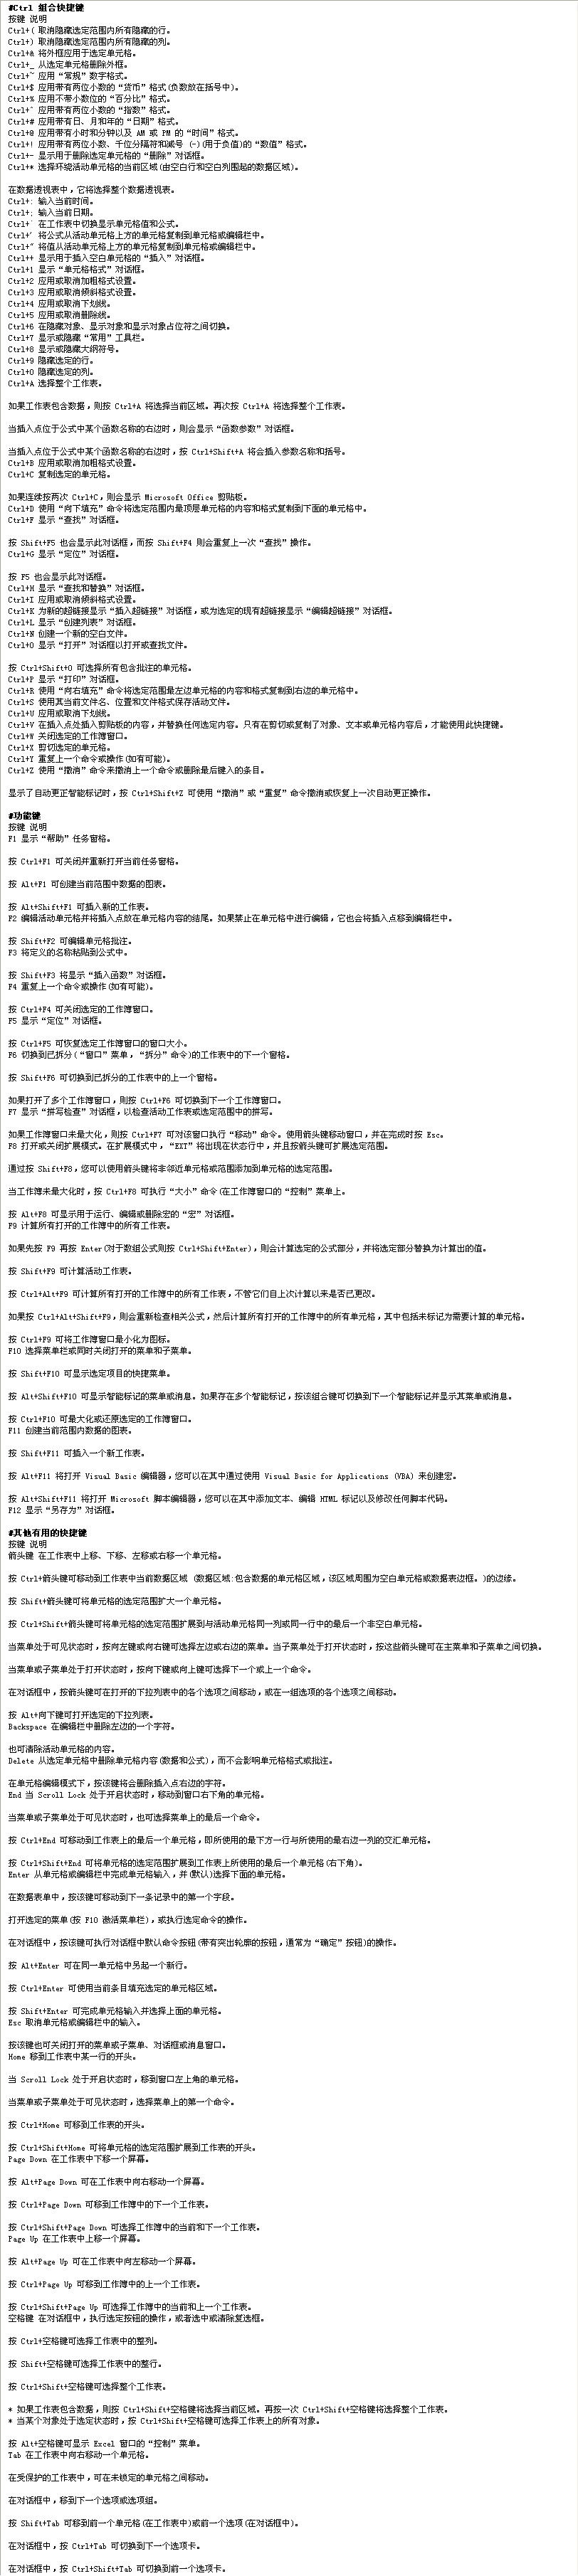 #Ctrl 组合快捷键
按键 说明
Ctrl+( 取消隐藏选定范围内所有隐藏的行。
Ctrl+) 取消隐藏选定范围内所有隐藏的列。
Ctrl+& 将外框应用于选定单元格。
Ctrl+_ 从选定单元格删除外框。
Ctrl+~ 应用“常规”数字格式。
Ctrl+$ 应用带有两位小数的“货币”格式(负数放在括号中)。
Ctrl+% 应用不带小数位的“百分比”格式。
Ctrl+^ 应用带有两位小数的“指数”格式。
Ctrl+# 应用带有日、月和年的“日期”格式。
Ctrl+@ 应用带有小时和分钟以及 AM 或 PM 的“时间”格式。
Ctrl+! 应用带有两位小数、千位分隔符和减号 (-)(用于负值)的“数值”格式。
Ctrl+- 显示用于删除选定单元格的“删除”对话框。
Ctrl+* 选择环绕活动单元格的当前区域(由空白行和空白列围起的数据区域)。
在数据透视表中，它将选择整个数据透视表。
Ctrl+: 输入当前时间。
Ctrl+; 输入当前日期。
Ctrl+` 在工作表中切换显示单元格值和公式。
Ctrl+' 将公式从活动单元格上方的单元格复制到单元格或编辑栏中。
Ctrl+" 将值从活动单元格上方的单元格复制到单元格或编辑栏中。
Ctrl++ 显示用于插入空白单元格的“插入”对话框。
Ctrl+1 显示“单元格格式”对话框。
Ctrl+2 应用或取消加粗格式设置。
Ctrl+3 应用或取消倾斜格式设置。
Ctrl+4 应用或取消下划线。
Ctrl+5 应用或取消删除线。
Ctrl+6 在隐藏对象、显示对象和显示对象占位符之间切换。
Ctrl+7 显示或隐藏“常用”工具栏。
Ctrl+8 显示或隐藏大纲符号。
Ctrl+9 隐藏选定的行。
Ctrl+0 隐藏选定的列。
Ctrl+A 选择整个工作表。
如果工作表包含数据，则按 Ctrl+A 将选择当前区域。再次按 Ctrl+A 将选择整个工作表。
当插入点位于公式中某个函数名称的右边时，则会显示“函数参数”对话框。
当插入点位于公式中某个函数名称的右边时，按 Ctrl+Shift+A 将会插入参数名称和括号。
Ctrl+B 应用或取消加粗格式设置。
Ctrl+C 复制选定的单元格。
如果连续按两次 Ctrl+C，则会显示 Microsoft Office 剪贴板。
Ctrl+D 使用“向下填充”命令将选定范围内最顶层单元格的内容和格式复制到下面的单元格中。
Ctrl+F 显示“查找”对话框。
按 Shift+F5 也会显示此对话框，而按 Shift+F4 则会重复上一次“查找”操作。
Ctrl+G 显示“定位”对话框。
按 F5 也会显示此对话框。
Ctrl+H 显示“查找和替换”对话框。
Ctrl+I 应用或取消倾斜格式设置。
Ctrl+K 为新的超链接显示“插入超链接”对话框，或为选定的现有超链接显示“编辑超链接”对话框。
Ctrl+L 显示“创建列表”对话框。
Ctrl+N 创建一个新的空白文件。
Ctrl+O 显示“打开”对话框以打开或查找文件。
按 Ctrl+Shift+O 可选择所有包含批注的单元格。
Ctrl+P 显示“打印”对话框。
Ctrl+R 使用“向右填充”命令将选定范围最左边单元格的内容和格式复制到右边的单元格中。
Ctrl+S 使用其当前文件名、位置和文件格式保存活动文件。
Ctrl+U 应用或取消下划线。
Ctrl+V 在插入点处插入剪贴板的内容，并替换任何选定内容。只有在剪切或复制了对象、文本或单元格内容后，才能使用此快捷键。
Ctrl+W 关闭选定的工作簿窗口。
Ctrl+X 剪切选定的单元格。
Ctrl+Y 重复上一个命令或操作(如有可能)。
Ctrl+Z 使用“撤消”命令来撤消上一个命令或删除最后键入的条目。
显示了自动更正智能标记时，按 Ctrl+Shift+Z 可使用“撤消”或“重复”命令撤消或恢复上一次自动更正操作。
#功能键
按键 说明
F1 显示“帮助”任务窗格。
按 Ctrl+F1 可关闭并重新打开当前任务窗格。
按 Alt+F1 可创建当前范围中数据的图表。
按 Alt+Shift+F1 可插入新的工作表。
F2 编辑活动单元格并将插入点放在单元格内容的结尾。如果禁止在单元格中进行编辑，它也会将插入点移到编辑栏中。
按 Shift+F2 可编辑单元格批注。
F3 将定义的名称粘贴到公式中。
按 Shift+F3 将显示“插入函数”对话框。
F4 重复上一个命令或操作(如有可能)。
按 Ctrl+F4 可关闭选定的工作簿窗口。
F5 显示“定位”对话框。
按 Ctrl+F5 可恢复选定工作簿窗口的窗口大小。
F6 切换到已拆分(“窗口”菜单，“拆分”命令)的工作表中的下一个窗格。
按 Shift+F6 可切换到已拆分的工作表中的上一个窗格。
如果打开了多个工作簿窗口，则按 Ctrl+F6 可切换到下一个工作簿窗口。
F7 显示“拼写检查”对话框，以检查活动工作表或选定范围中的拼写。
如果工作簿窗口未最大化，则按 Ctrl+F7 可对该窗口执行“移动”命令。使用箭头键移动窗口，并在完成时按 Esc。
F8 打开或关闭扩展模式。在扩展模式中，“EXT”将出现在状态行中，并且按箭头键可扩展选定范围。
通过按 Shift+F8，您可以使用箭头键将非邻近单元格或范围添加到单元格的选定范围。
当工作簿未最大化时，按 Ctrl+F8 可执行“大小”命令(在工作簿窗口的“控制”菜单上。
按 Alt+F8 可显示用于运行、编辑或删除宏的“宏”对话框。
F9 计算所有打开的工作簿中的所有工作表。
如果先按 F9 再按 Enter(对于数组公式则按 Ctrl+Shift+Enter)，则会计算选定的公式部分，并将选定部分替换为计算出的值。
按 Shift+F9 可计算活动工作表。
按 Ctrl+Alt+F9 可计算所有打开的工作簿中的所有工作表，不管它们自上次计算以来是否已更改。
如果按 Ctrl+Alt+Shift+F9，则会重新检查相关公式，然后计算所有打开的工作簿中的所有单元格，其中包括未标记为需要计算的单元格。
按 Ctrl+F9 可将工作簿窗口最小化为图标。
F10 选择菜单栏或同时关闭打开的菜单和子菜单。
按 Shift+F10 可显示选定项目的快捷菜单。
按 Alt+Shift+F10 可显示智能标记的菜单或消息。如果存在多个智能标记，按该组合键可切换到下一个智能标记并显示其菜单或消息。
按 Ctrl+F10 可最大化或还原选定的工作簿窗口。
F11 创建当前范围内数据的图表。
按 Shift+F11 可插入一个新工作表。
按 Alt+F11 将打开 Visual Basic 编辑器，您可以在其中通过使用 Visual Basic for Applications (VBA) 来创建宏。
按 Alt+Shift+F11 将打开 Microsoft 脚本编辑器，您可以在其中添加文本、编辑 HTML 标记以及修改任何脚本代码。
F12 显示“另存为”对话框。
#其他有用的快捷键
按键 说明
箭头键 在工作表中上移、下移、左移或右移一个单元格。
按 Ctrl+箭头键可移动到工作表中当前数据区域 (数据区域:包含数据的单元格区域，该区域周围为空白单元格或数据表边框。)的边缘。
按 Shift+箭头键可将单元格的选定范围扩大一个单元格。
按 Ctrl+Shift+箭头键可将单元格的选定范围扩展到与活动单元格同一列或同一行中的最后一个非空白单元格。
当菜单处于可见状态时，按向左键或向右键可选择左边或右边的菜单。当子菜单处于打开状态时，按这些箭头键可在主菜单和子菜单之间切换。
当菜单或子菜单处于打开状态时，按向下键或向上键可选择下一个或上一个命令。
在对话框中，按箭头键可在打开的下拉列表中的各个选项之间移动，或在一组选项的各个选项之间移动。
按 Alt+向下键可打开选定的下拉列表。
Backspace 在编辑栏中删除左边的一个字符。
也可清除活动单元格的内容。
Delete 从选定单元格中删除单元格内容(数据和公式)，而不会影响单元格格式或批注。
在单元格编辑模式下，按该键将会删除插入点右边的字符。
End 当 Scroll Lock 处于开启状态时，移动到窗口右下角的单元格。
当菜单或子菜单处于可见状态时，也可选择菜单上的最后一个命令。
按 Ctrl+End 可移动到工作表上的最后一个单元格，即所使用的最下方一行与所使用的最右边一列的交汇单元格。
按 Ctrl+Shift+End 可将单元格的选定范围扩展到工作表上所使用的最后一个单元格(右下角)。
Enter 从单元格或编辑栏中完成单元格输入，并(默认)选择下面的单元格。
在数据表单中，按该键可移动到下一条记录中的第一个字段。
打开选定的菜单(按 F10 激活菜单栏)，或执行选定命令的操作。
在对话框中，按该键可执行对话框中默认命令按钮(带有突出轮廓的按钮，通常为“确定”按钮)的操作。
按 Alt+Enter 可在同一单元格中另起一个新行。
按 Ctrl+Enter 可使用当前条目填充选定的单元格区域。
按 Shift+Enter 可完成单元格输入并选择上面的单元格。
Esc 取消单元格或编辑栏中的输入。
按该键也可关闭打开的菜单或子菜单、对话框或消息窗口。
Home 移到工作表中某一行的开头。
当 Scroll Lock 处于开启状态时，移到窗口左上角的单元格。
当菜单或子菜单处于可见状态时，选择菜单上的第一个命令。
按 Ctrl+Home 可移到工作表的开头。
按 Ctrl+Shift+Home 可将单元格的选定范围扩展到工作表的开头。
Page Down 在工作表中下移一个屏幕。
按 Alt+Page Down 可在工作表中向右移动一个屏幕。
按 Ctrl+Page Down 可移到工作簿中的下一个工作表。
按 Ctrl+Shift+Page Down 可选择工作簿中的当前和下一个工作表。
Page Up 在工作表中上移一个屏幕。
按 Alt+Page Up 可在工作表中向左移动一个屏幕。
按 Ctrl+Page Up 可移到工作簿中的上一个工作表。
按 Ctrl+Shift+Page Up 可选择工作簿中的当前和上一个工作表。
空格键 在对话框中，执行选定按钮的操作，或者选中或清除复选框。
按 Ctrl+空格键可选择工作表中的整列。
按 Shift+空格键可选择工作表中的整行。
按 Ctrl+Shift+空格键可选择整个工作表。
* 如果工作表包含数据，则按 Ctrl+Shift+空格键将选择当前区域。再按一次 Ctrl+Shift+空格键将选择整个工作表。
* 当某个对象处于选定状态时，按 Ctrl+Shift+空格键可选择工作表上的所有对象。
按 Alt+空格键可显示 Excel 窗口的“控制”菜单。
Tab 在工作表中向右移动一个单元格。
在受保护的工作表中，可在未锁定的单元格之间移动。
在对话框中，移到下一个选项或选项组。
按 Shift+Tab 可移到前一个单元格(在工作表中)或前一个选项(在对话框中)。
在对话框中，按 Ctrl+Tab 可切换到下一个选项卡。
在对话框中，按 Ctrl+Shift+Tab 可切换到前一个选项卡。